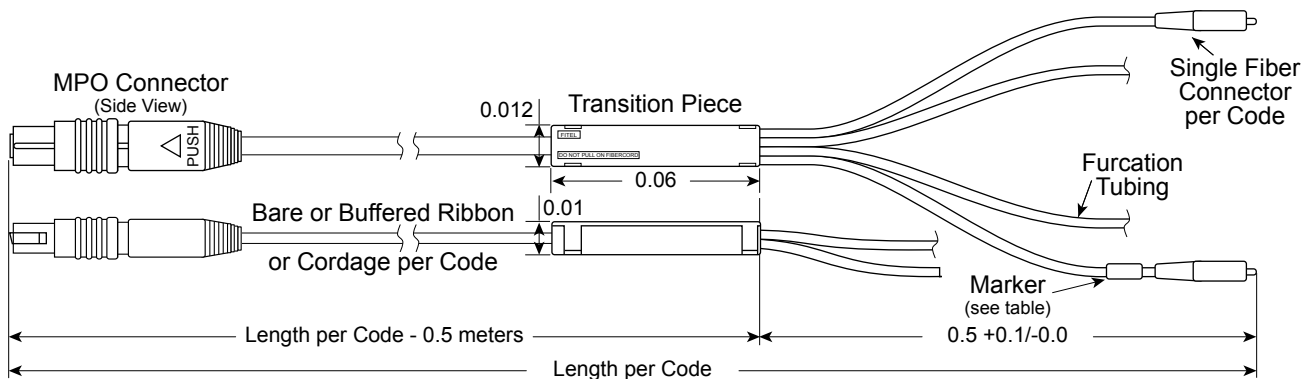 MPO Connector
(Side View)
PUSH
0.012
Transition Piece
FITEL
DO NOT PULL ON FIBERCORD
0.06
Single Fiber
Connector
per Code
Furcation
Tubing
Bare or Buffered Ribbon
or Cordage per Code
0.01
Marker
(see table)
Length per Code - 0.5 meters
0.5 +0.1/-0.0
Length per Code